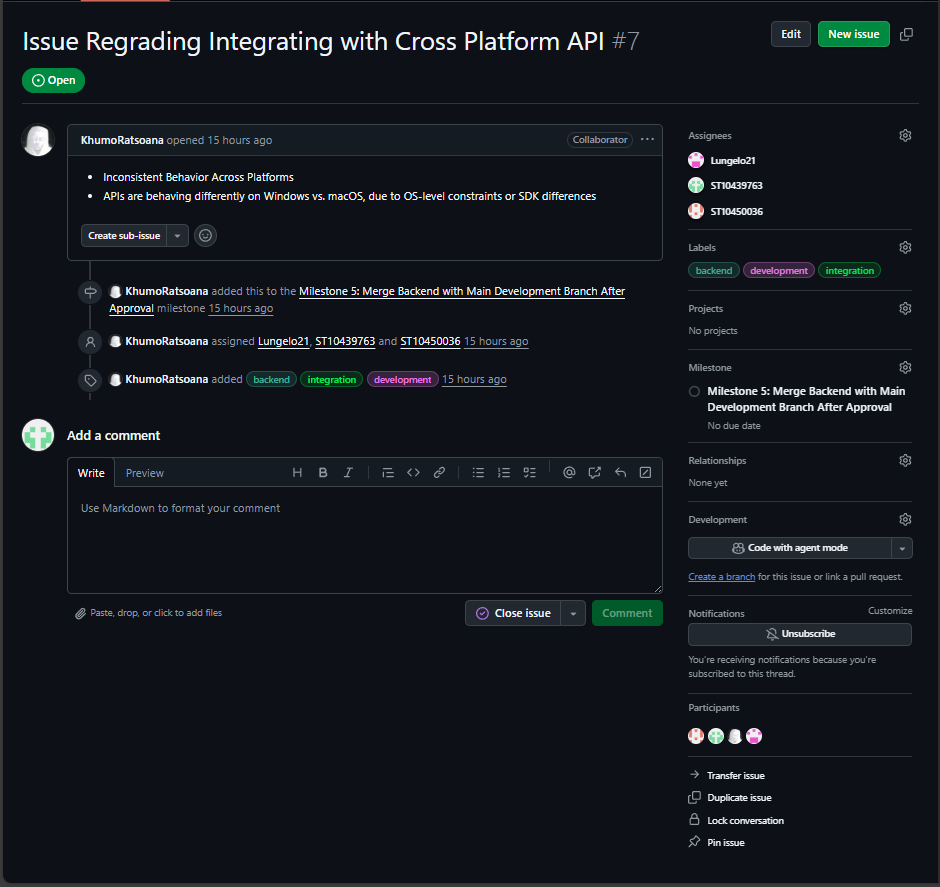 Issue Regrading Integrating with Cross Platform API #7
Edit
New issue
Open
KhumoRatsoana opened 15 hours ago
Collaborator
Inconsistent Behavior Across Platforms
APIs are behaving differently on Windows vs. macOS, due to OS-level constraints or SDK differences
Create sub-issue
KhumoRatsoana added this to the Milestone 5: Merge Backend with Main Development Branch After
Approval milestone 15 hours ago
KhumoRatsoana assigned Lungelo21, ST10439763 and ST10450036 15 hours ago
KhumoRatsoana added backend integration development 15 hours ago
Add a comment
Write Preview
Use Markdown to format your comment
Paste, drop, or click to add files
Close issue
Comment
Assignees
Lungelo21
ST10439763
ST10450036
Labels
backend development integration
Projects
No projects
Milestone
Milestone 5: Merge Backend with Main
Development Branch After Approval
No due date
Relationships
None yet
Development
Code with agent mode
Create a branch for this issue or link a pull request.
Notifications Customize
Unsubscribe
You're receiving notifications because you're
subscribed to this thread.
Participants
Transfer issue
Duplicate issue
Lock conversation
Pin issue